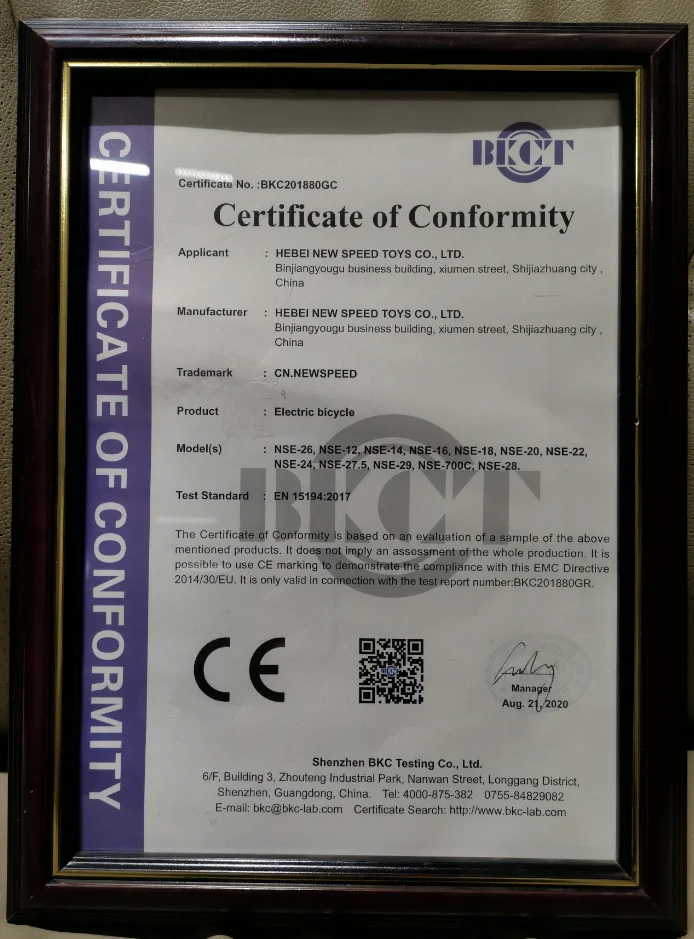 CERTIFICATE OF CONFORMITY
BKCT
Certificate No. :BKC201880GC
Certificate of Conformity
Applicant : HEBEI NEW SPEED TOYS CO., LTD.
Binjiangyougu business building, xiumen street, Shijiazhuang city ,
China
Manufacturer : HEBEI NEW SPEED TOYS CO., LTD.
Binjiangyougu business building, xiumen street, Shijiazhuang city ,
China
Trademark : CN.NEWSPEED
Product : Electric bicycle
Model(s) : NSE-26, NSE-12, NSE-14, NSE-16, NSE-18, NSE-20, NSE-22,
NSE-24, NSE-27.5, NSE-29, NSE-700C, NSE-28.
Test Standard : EN 15194:2017
BKCT
The Certificate of Conformity is based on an evaluation of a sample of the above
mentioned products. It does not imply an assessment of the whole production. It is
possible to use CE marking to demonstrate the compliance with this EMC Directive
2014/30/EU. It is only valid in connection with the test report number:BKC201880GR.
CE
Manager
Aug. 21, 2020
Shenzhen BKC Testing Co., Ltd.
6/F, Building 3, Zhouteng Industrial Park, Nanwan Street, Longgang District,
Shenzhen, Guangdong, China. Tel: 4000-875-382 0755-84829082
E-mail: bkc@bkc-lab.com Certificate Search: http://www.bkc-lab.com